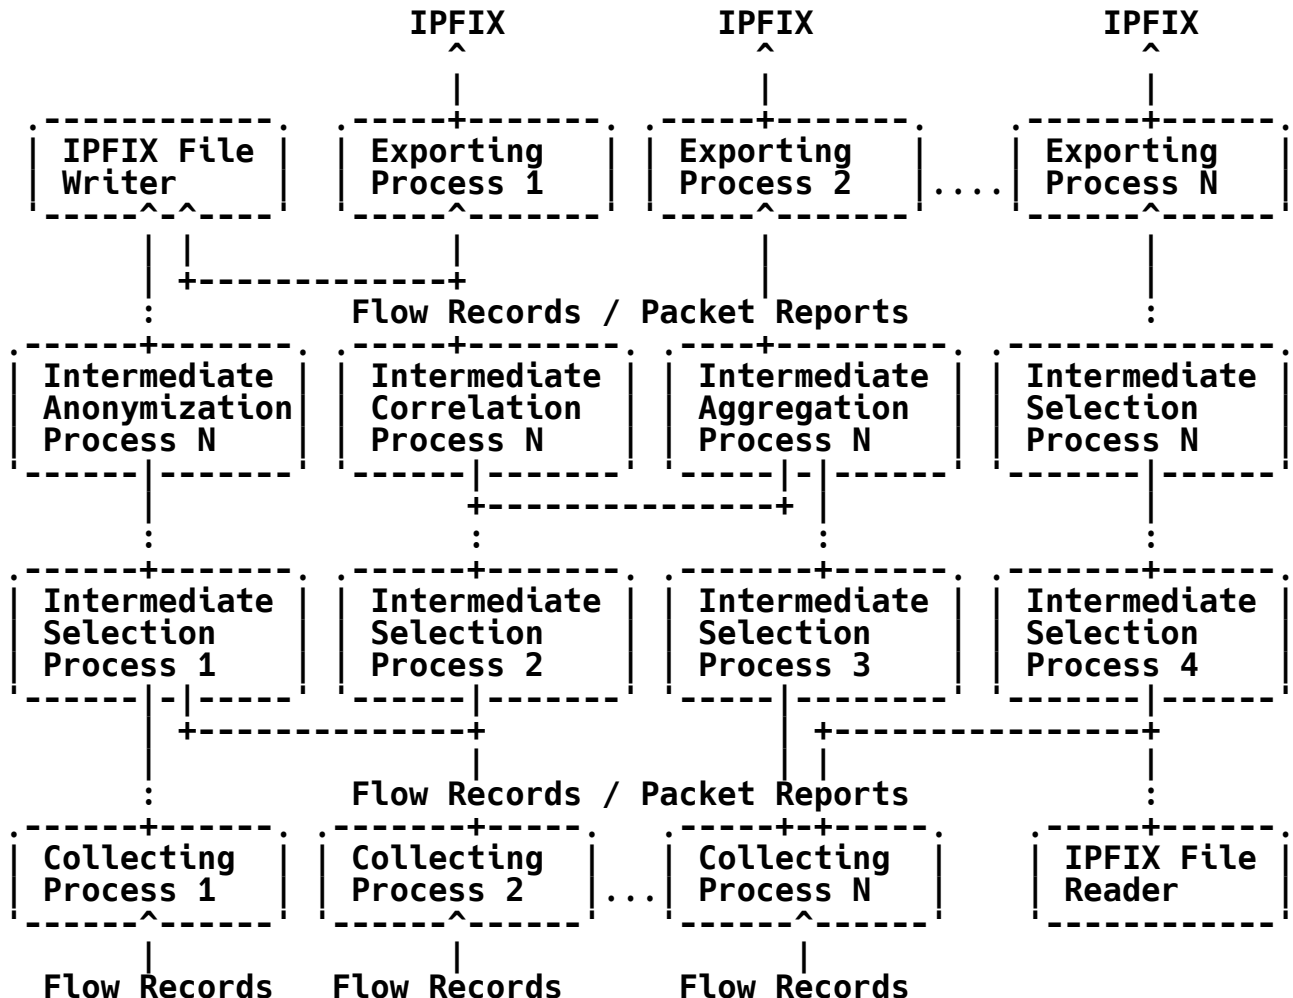 IPFIX IPFIX IPFIX
IPFIX File Exporting Exporting Exporting
Writer Process 1 Process 2 .... Process N
Flow Records / Packet Reports
Intermediate Intermediate Intermediate Intermediate
Anonymization Correlation Aggregation Selection
Process N Process N Process N Process N
Intermediate Intermediate Intermediate Intermediate
Selection Selection Selection Selection
Process 1 Process 2 Process 3 Process 4
Flow Records / Packet Reports
Collecting Collecting Collecting IPFIX File
Process 1 Process 2 ... Process N Reader
Flow Records Flow Records Flow Records